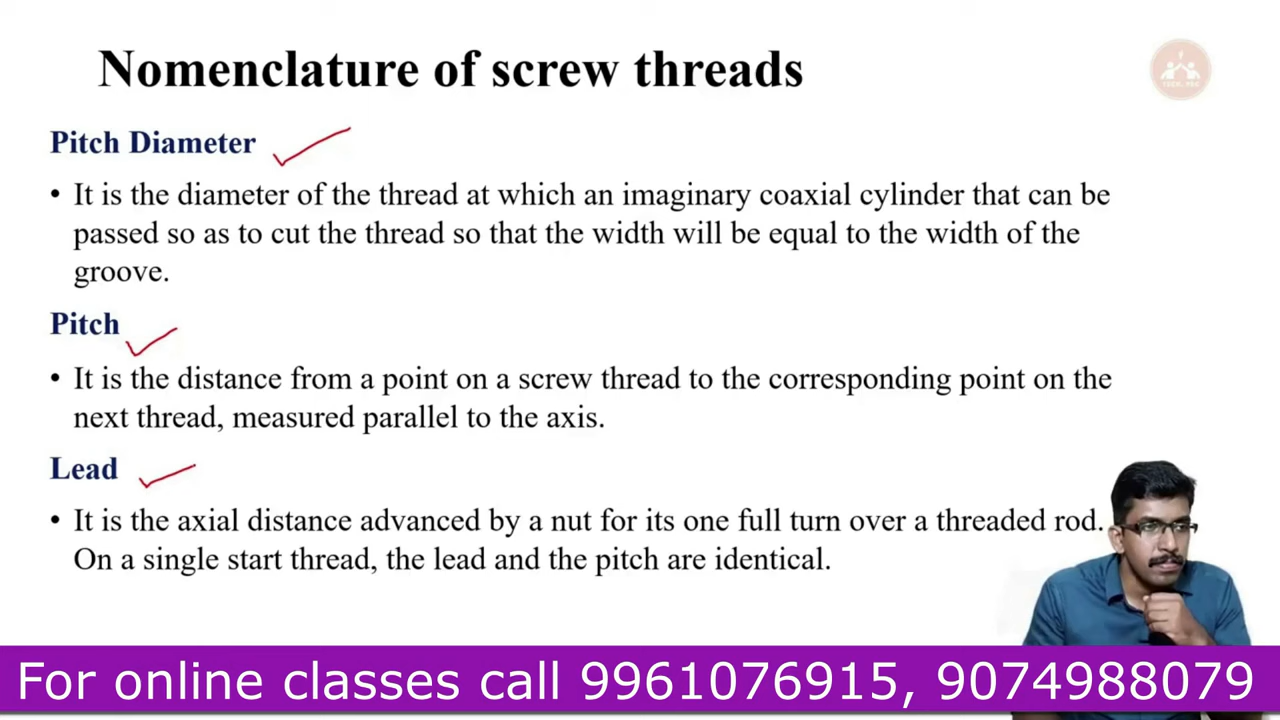 Nomenclature of screw threads
Pitch Diameter
• It is the diameter of the thread at which an imaginary coaxial cylinder that can be
passed so as to cut the thread so that the width will be equal to the width of the
groove.
Pitch
• It is the distance from a point on a screw thread to the corresponding point on the
next thread, measured parallel to the axis.
Lead
• It is the axial distance advanced by a nut for its one full turn over a threaded rod.
On a single start thread, the lead and the pitch are identical.
For online classes call 9961076915, 9074988079